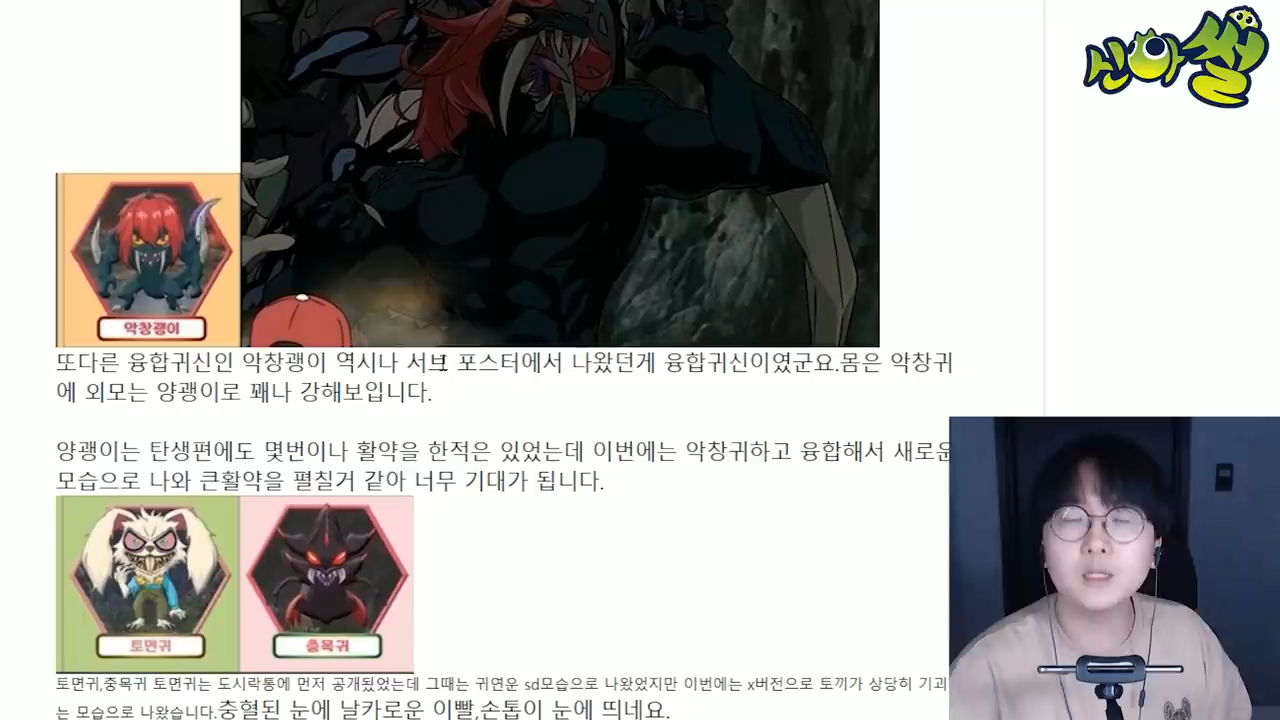 신아썰
악창괭이
또다른 융합귀신인 악창괭이 역시나 서브 포스터에서 나왔던게 융합귀신이였군요.몸은 악창귀
에 외모는 양괭이로 꽤나 강해보입니다.
양괭이는 탄생편에도 몇번이나 활약을 한적은 있었는데 이번에는 악창귀하고 융합해서 새로운
모습으로 나와 큰활약을 펼칠거 같아 너무 기대가 됩니다.
토면귀
충목귀
토면귀,충목귀 토면귀는 도시락통에 먼저 공개됬었는데 그때는 귀연운 sd모습으로 나왔었지만 이번에는 x버전으로 토끼가 상당히 기괴
는 모습으로 나왔습니다.충혈된 눈에 날카로운 이빨,손톱이 눈에 띄네요.